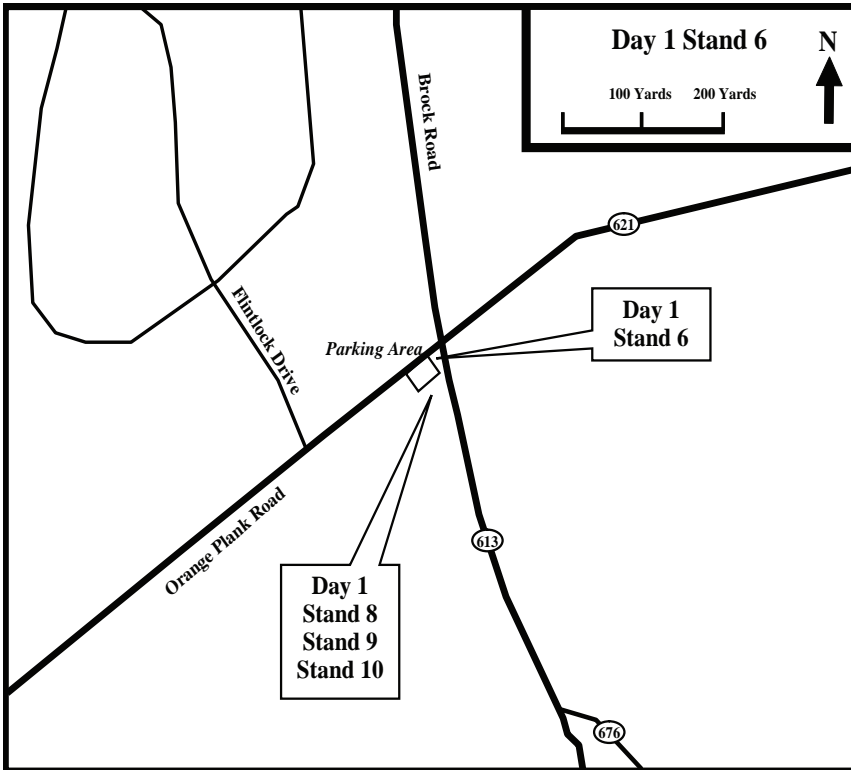 Day 1 Stand 6
N
100 Yards 200 Yards
Brock Road
621
Day 1
Stand 6
Flintlock Drive
Parking Area
Orange Plank Road
613
Day 1
Stand 8
Stand 9
Stand 10
676